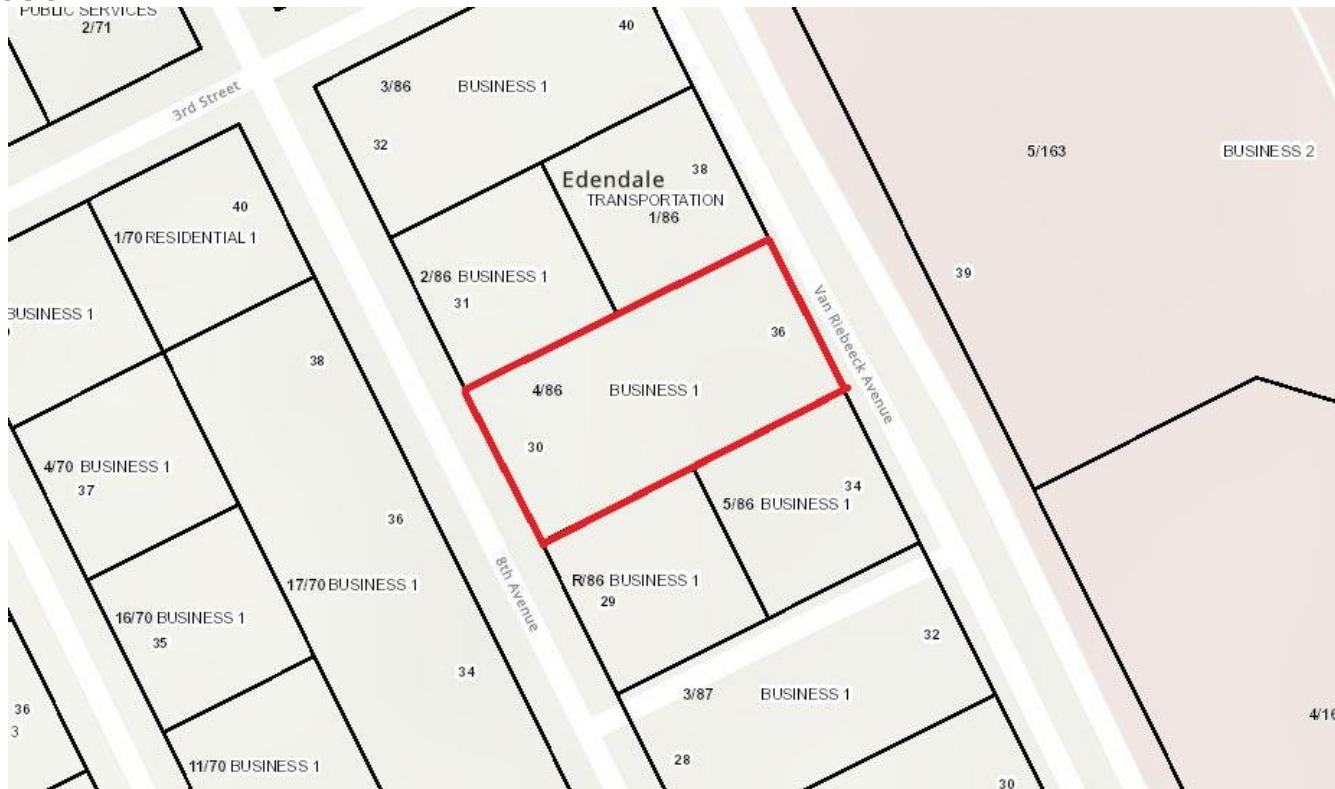 PUBLIC SERVICES
2/71
40
3/86 BUSINESS 1
3rd Street
32
5/163 BUSINESS 2
38
Edendale
TRANSPORTATION
1/86
40
1/70 RESIDENTIAL 1
2/86 BUSINESS 1
31
39
BUSINESS 1
36
Van Riebeeck Avenue
38
4/86 BUSINESS 1
30
4/70 BUSINESS 1
37
34
5/86 BUSINESS 1
36
8th Avenue
R/86 BUSINESS 1
29
17/70 BUSINESS 1
16/70 BUSINESS 1
35
32
34
3/87 BUSINESS 1
36
3
28
11/70 BUSINESS 1
30